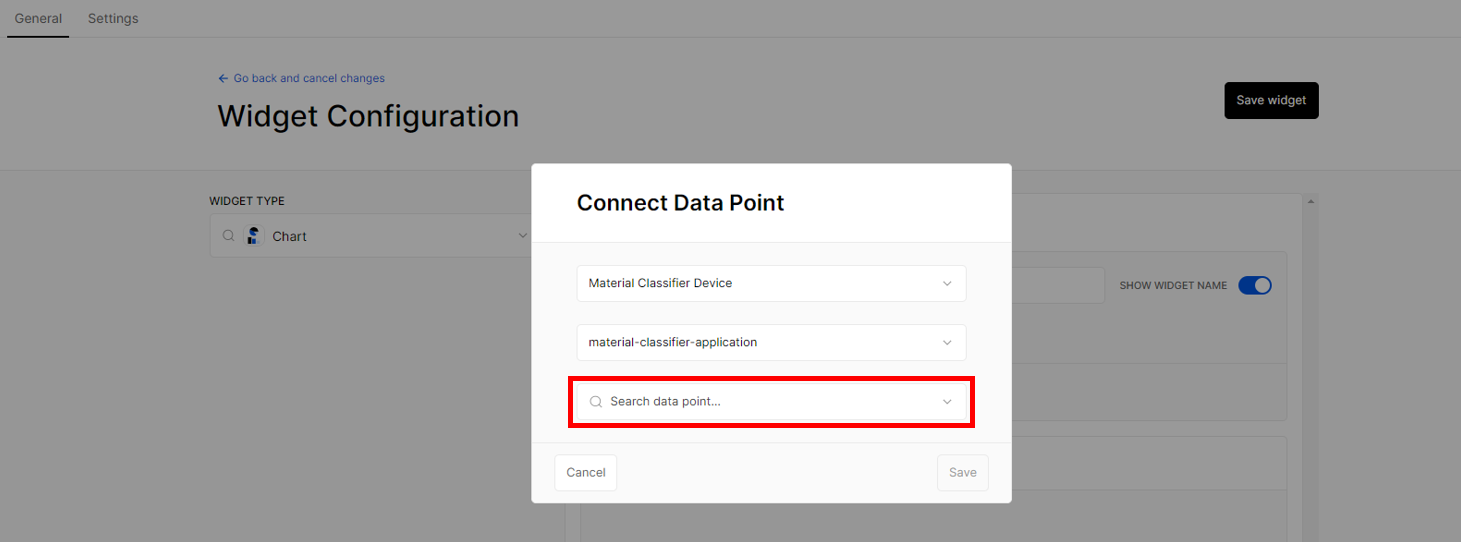 General Settings
Go back and cancel changes
Widget Configuration
Save widget
WIDGET TYPE
Chart
Connect Data Point
Material Classifier Device
SHOW WIDGET NAME
material-classifier-application
Search data point...
Cancel Save